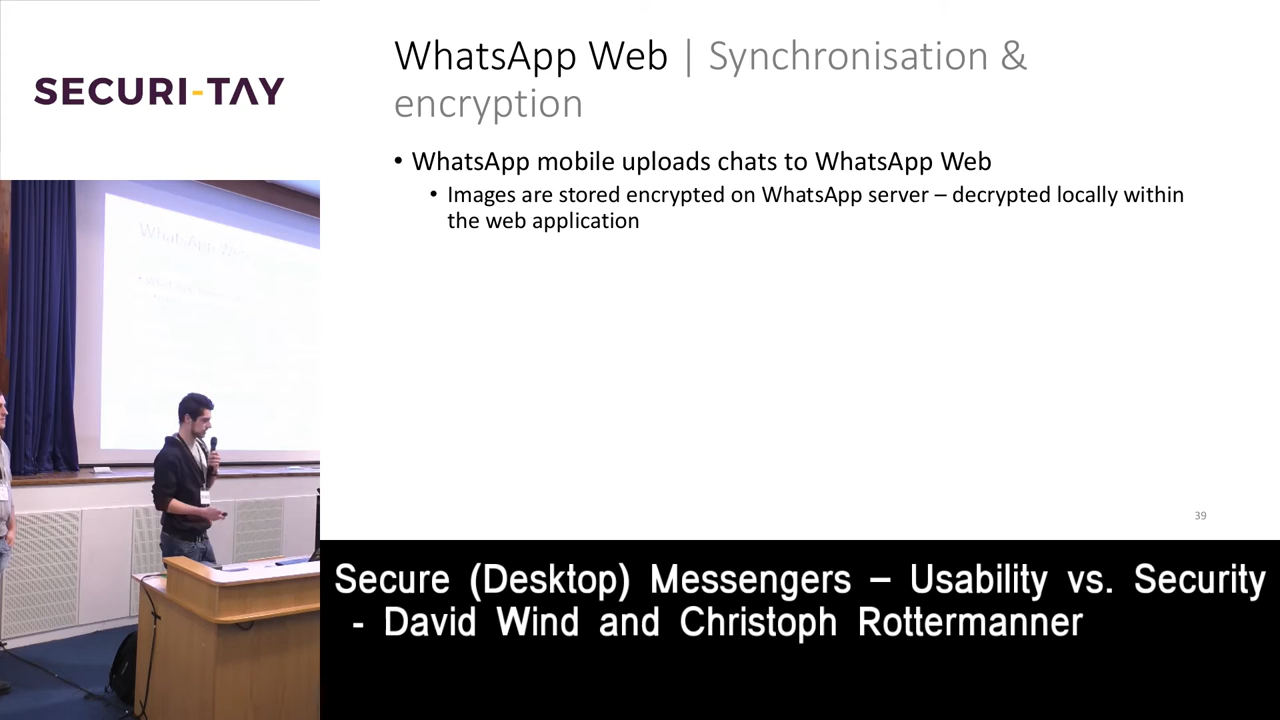 SECURI-TAY
WhatsApp Web | Synchronisation &
encryption
• WhatsApp mobile uploads chats to WhatsApp Web
• Images are stored encrypted on WhatsApp server – decrypted locally within
the web application
39
WhatsApp Web
Secure (Desktop) Messengers – Usability vs. Security
- David Wind and Christoph Rottermanner